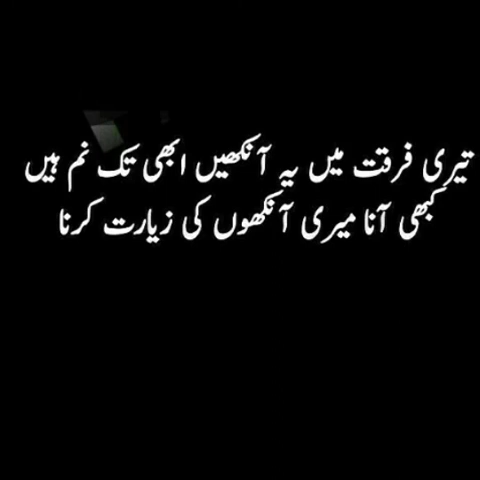 تیری فرقت میں یہ آنکھیں ابھی تک نم ہیں
کبھی آنا میری آنکھوں کی زیارت کرنا